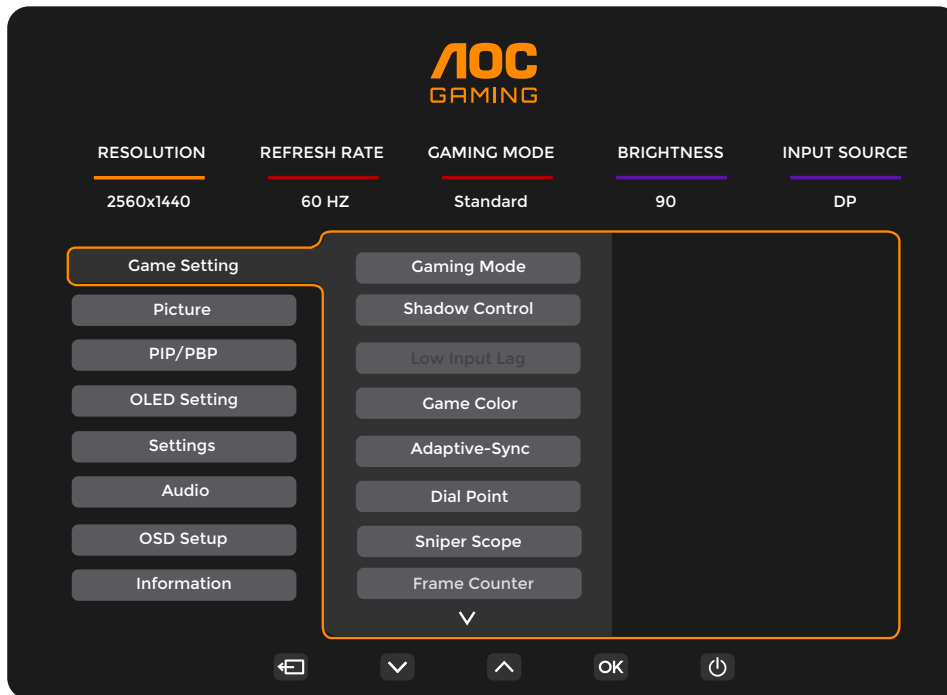 AOC
GAMING
RESOLUTION REFRESH RATE GAMING MODE BRIGHTNESS INPUT SOURCE
2560x1440 60 HZ Standard 90 DP
Game Setting
Picture
PIP/PBP
OLED Setting
Settings
Audio
OSD Setup
Information
Gaming Mode
Shadow Control
Low Input Lag
Game Color
Adaptive-Sync
Dial Point
Sniper Scope
Frame Counter
OK